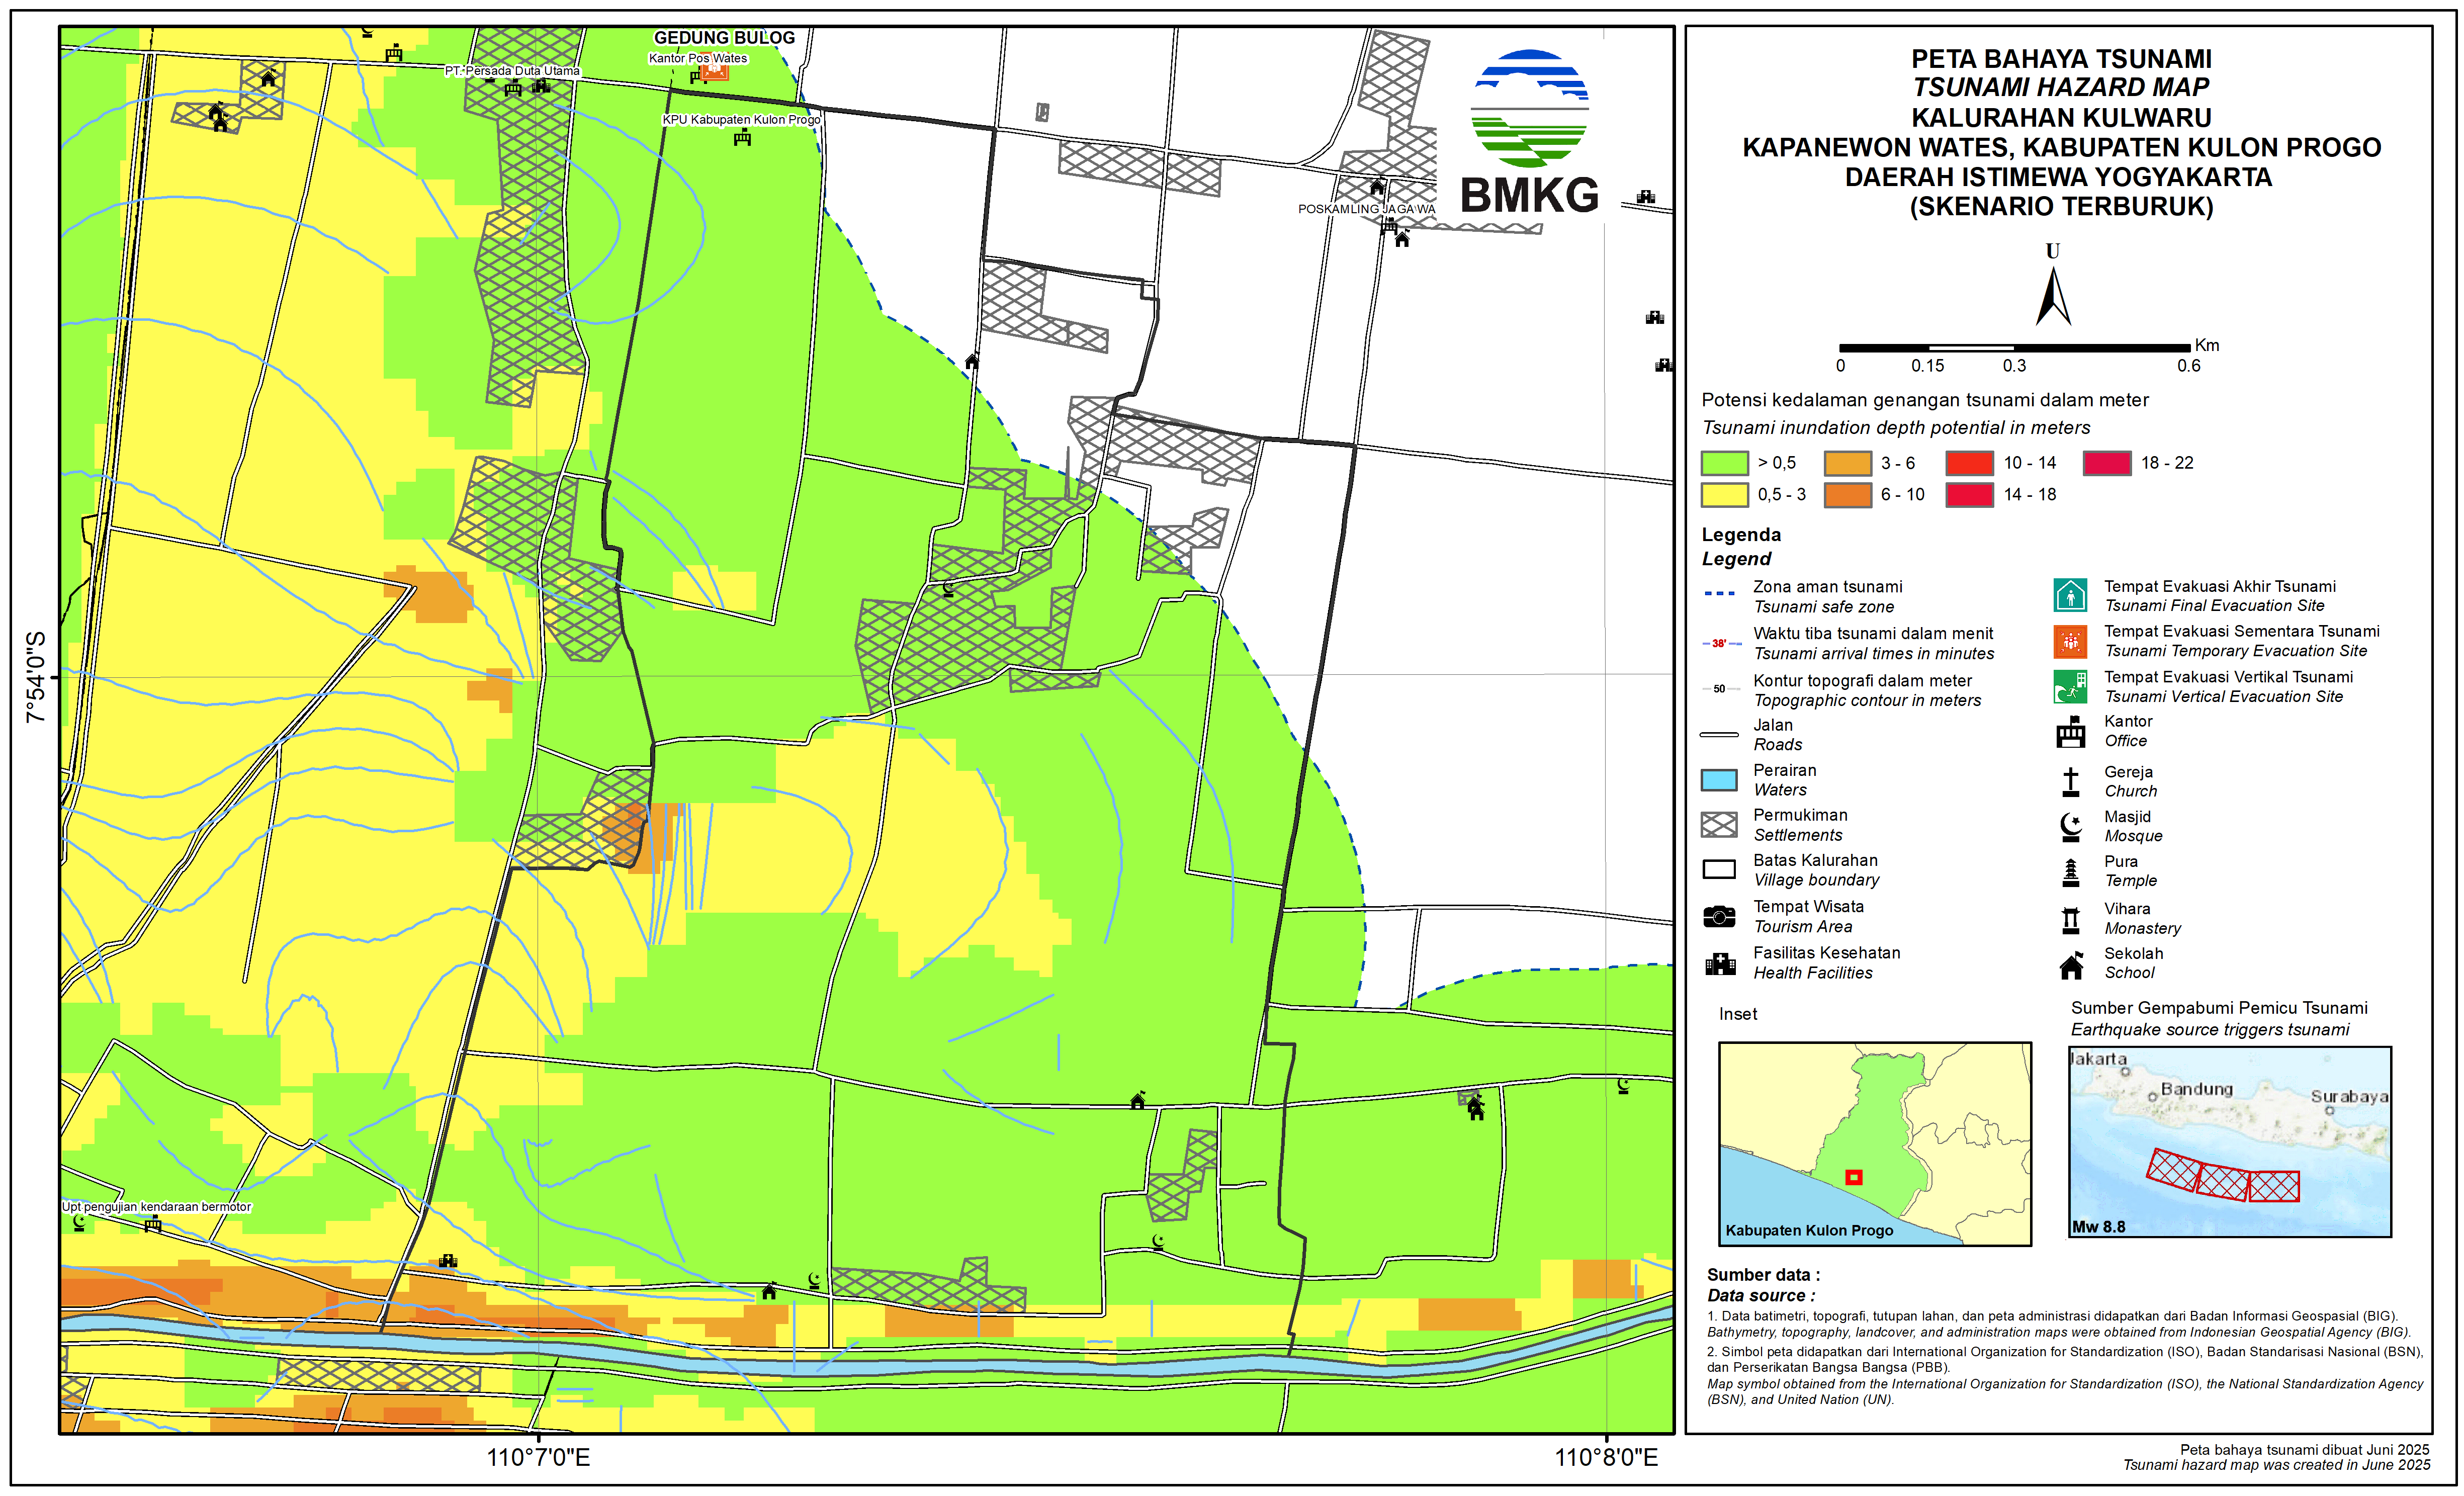 GEDUNG BULOG
Kantor Pos Wates
PT. Persada Duta Utama
KPU Kabupaten Kulon Progo
POSKAMLING JAGA WA
BMKG
Upt pengujian kendaraan bermotor
7°54'0"S
110°7'0"E
110°8'0"E
PETA BAHAYA TSUNAMI
TSUNAMI HAZARD MAP
KALURAHAN KULWARU
KAPANEWON WATES, KABUPATEN KULON PROGO
DAERAH ISTIMEWA YOGYAKARTA
(SKENARIO TERBURUK)
U
Km
0 0.15 0.3 0.6
Potensi kedalaman genangan tsunami dalam meter
Tsunami inundation depth potential in meters
> 0,5 3 - 6 10 - 14 18 - 22
0,5 - 3 6 - 10 14 - 18
Legenda
Legend
Zona aman tsunami
Tsunami safe zone
38'
Waktu tiba tsunami dalam menit
Tsunami arrival times in minutes
50
Kontur topografi dalam meter
Topographic contour in meters
Jalan
Roads
Perairan
Waters
Permukiman
Settlements
Batas Kalurahan
Village boundary
Tempat Wisata
Tourism Area
Fasilitas Kesehatan
Health Facilities
Tempat Evakuasi Akhir Tsunami
Tsunami Final Evacuation Site
Tempat Evakuasi Sementara Tsunami
Tsunami Temporary Evacuation Site
Tempat Evakuasi Vertikal Tsunami
Tsunami Vertical Evacuation Site
Kantor
Office
Gereja
Church
Masjid
Mosque
Pura
Temple
Vihara
Monastery
Sekolah
School
Inset
Kabupaten Kulon Progo
Sumber Gempabumi Pemicu Tsunami
Earthquake source triggers tsunami
Jakarta
Bandung
Surabaya
Mw 8.8
Sumber data :
Data source :
1. Data batimetri, topografi, tutupan lahan, dan peta administrasi didapatkan dari Badan Informasi Geospasial (BIG).
Bathymetry, topography, landcover, and administration maps were obtained from Indonesian Geospatial Agency (BIG).
2. Simbol peta didapatkan dari International Organization for Standardization (ISO), Badan Standarisasi Nasional (BSN),
dan Perserikatan Bangsa Bangsa (PBB).
Map symbol obtained from the International Organization for Standardization (ISO), the National Standardization Agency
(BSN), and United Nation (UN).
Peta bahaya tsunami dibuat Juni 2025
Tsunami hazard map was created in June 2025